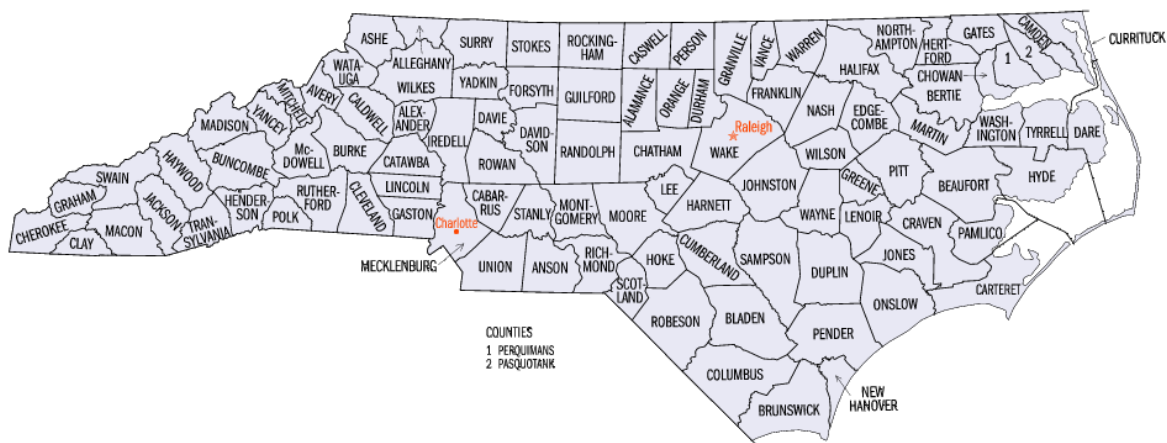 ASHE
ALLEGHANY
SURRY
STOKES
ROCKING-
HAM
CASWELL
PERSON
GRANVILLE
VANCE
WARREN
NORTH-
AMPTON
HERT-
FORD
GATES
CAMDEN
CURRITUCK
1
2
WATA-
UGA
WILKES
YADKIN
FORSYTH
GUILFORD
ALAMANCE
ORANGE
DURHAM
FRANKLIN
HALIFAX
CHOWAN
BERTIE
MITCHELL
AVERY
CALDWELL
ALEX-
ANDER
IREDELL
DAVIE
DAVID-
SON
RANDOLPH
CHATHAM
Raleigh
WAKE
NASH
EDGE-
COMBE
MARTIN
WASH-
INGTON
TYRRELL
DARE
MADISON
YANCEY
Mc-
DOWELL
BURKE
CATAWBA
ROWAN
WILSON
PITT
BEAUFORT
HYDE
SWAIN
HAYWOOD
BUNCOMBE
RUTHER-
FORD
CLEVELAND
LINCOLN
GASTON
CABAR-
RUS
STANLY
MONT-
GOMERY
MOORE
LEE
HARNETT
JOHNSTON
GREENE
WAYNE
LENOIR
CRAVEN
PAMLICO
GRAHAM
CHEROKEE
CLAY
MACON
JACKSON
TRAN-
SYLVANIA
HENDER-
SON
POLK
Charlotte
MECKLENBURG
UNION
ANSON
RICH-
MOND
SCOT-
LAND
HOKE
CUMBERLAND
SAMPSON
DUPLIN
JONES
ONSLOW
CARTERET
ROBESON
BLADEN
PENDER
COLUMBUS
BRUNSWICK
NEW
HANOVER
COUNTIES
1 PERQUIMANS
2 PASQUOTANK